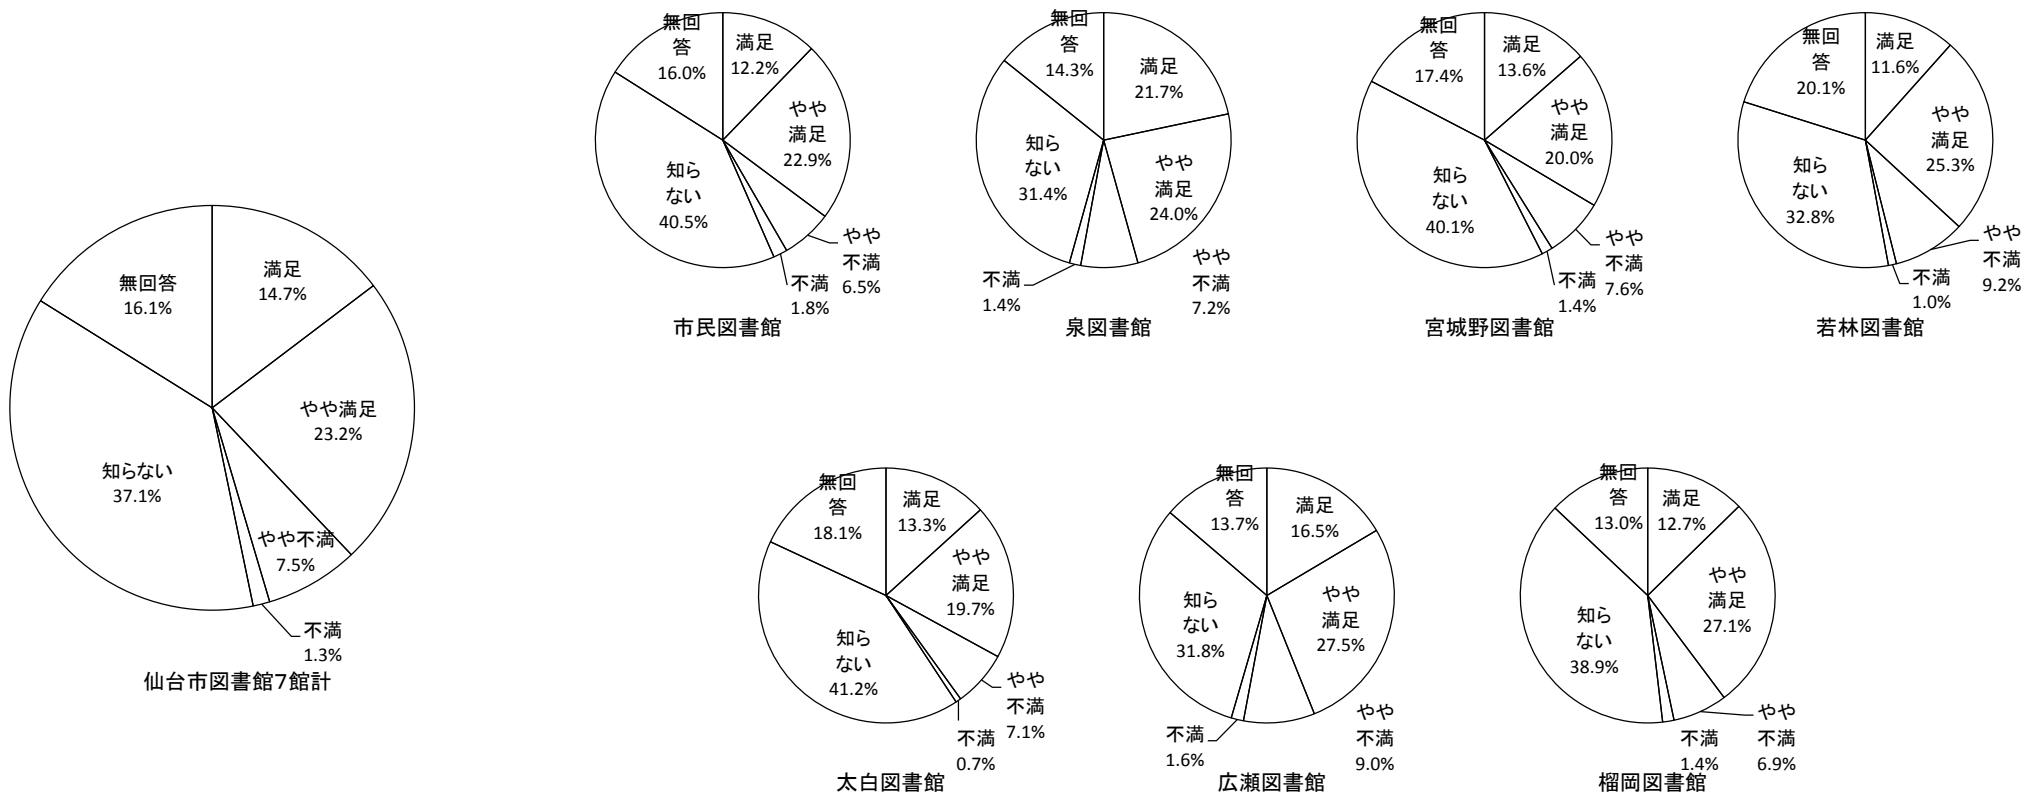 満足
14.7%
やや満足
23.2%
やや不満
7.5%
不満
1.3%
知らない
37.1%
無回答
16.1%
仙台市図書館7館計
満足
12.2%
やや
満足
22.9%
やや
不満
6.5%
不満
1.8%
知ら
ない
40.5%
無回
答
16.0%
市民図書館
満足
21.7%
やや
満足
24.0%
やや
不満
7.2%
不満
1.4%
知ら
ない
31.4%
無回
答
14.3%
泉図書館
満足
13.6%
やや
満足
20.0%
やや
不満
7.6%
不満
1.4%
知ら
ない
40.1%
無回
答
17.4%
宮城野図書館
満足
11.6%
やや
満足
25.3%
やや
不満
9.2%
不満
1.0%
知ら
ない
32.8%
無回
答
20.1%
若林図書館
満足
13.3%
やや
満足
19.7%
やや
不満
7.1%
不満
0.7%
知ら
ない
41.2%
無回
答
18.1%
太白図書館
満足
16.5%
やや
満足
27.5%
やや
不満
9.0%
不満
1.6%
知ら
ない
31.8%
無回
答
13.7%
広瀬図書館
満足
12.7%
やや
満足
27.1%
やや
不満
6.9%
不満
1.4%
知ら
ない
38.9%
無回
答
13.0%
榴岡図書館